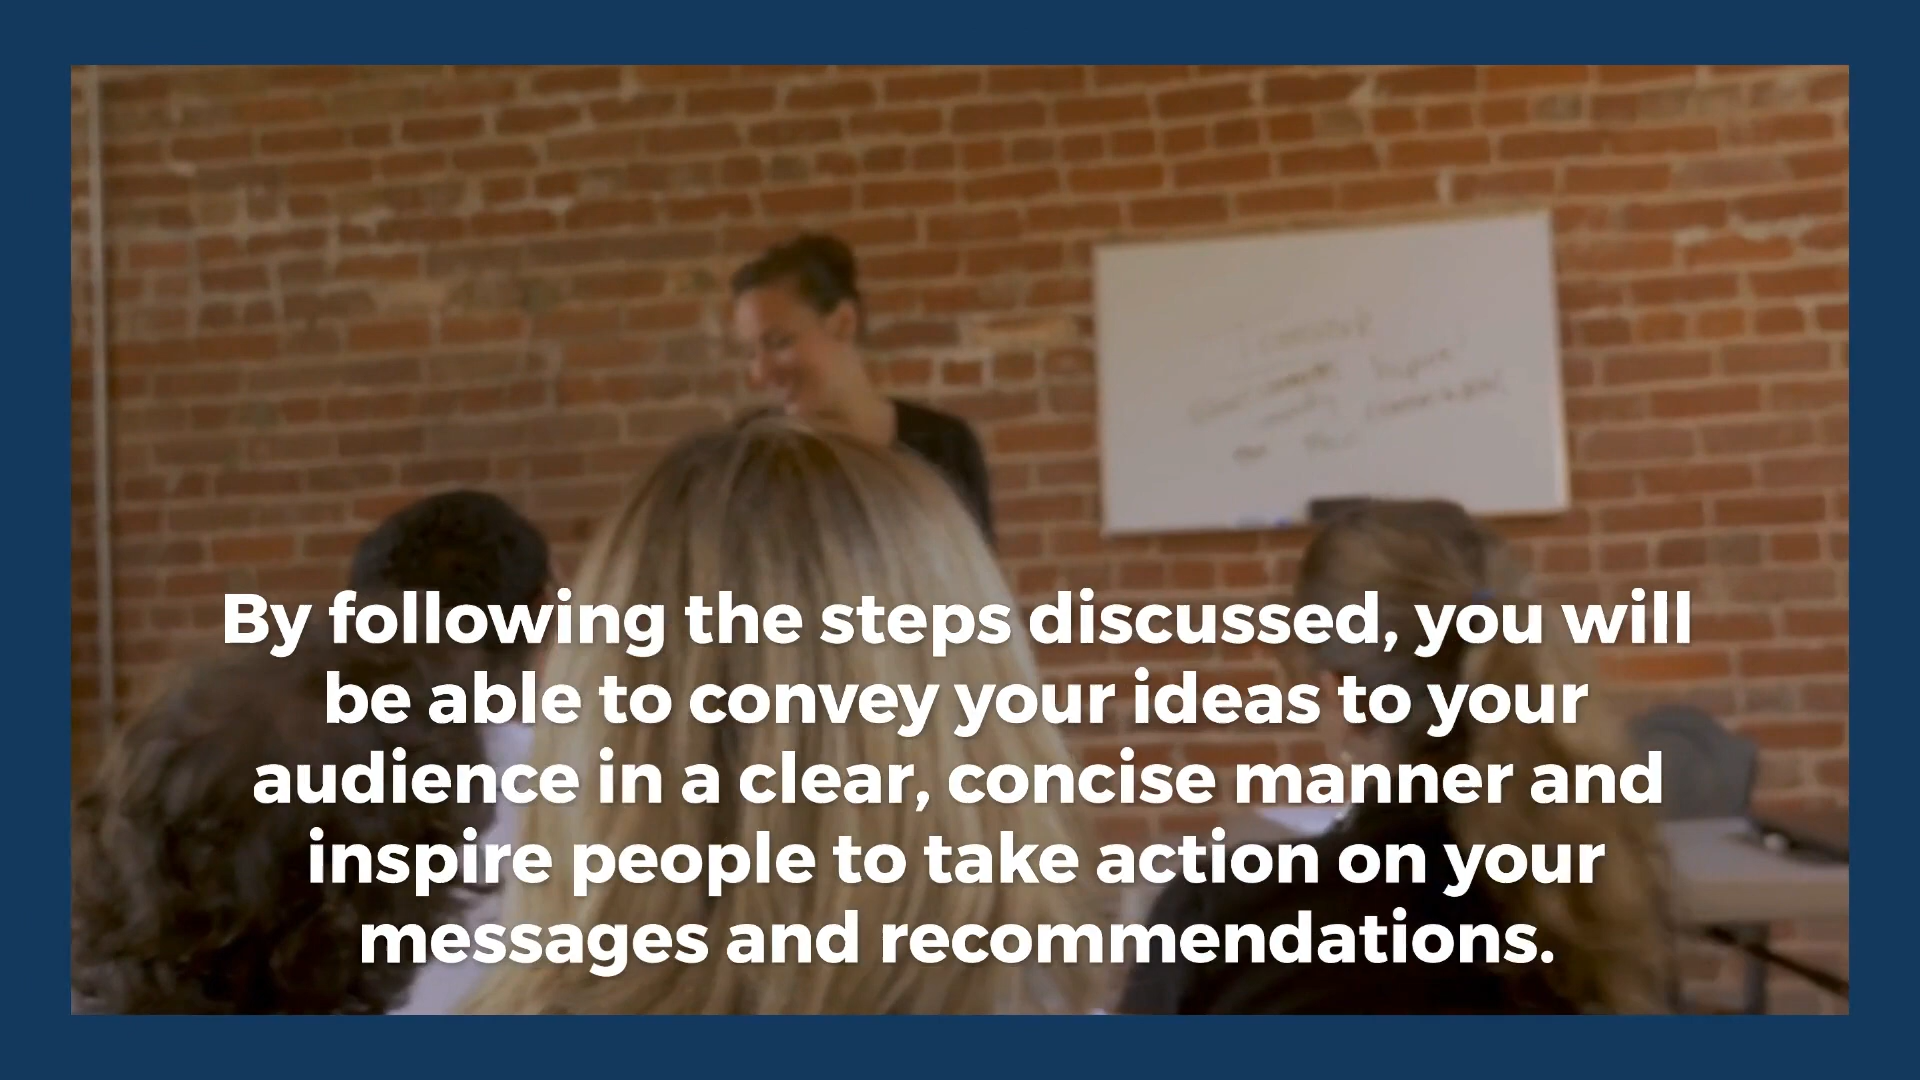 By following the steps discussed, you will
be able to convey your ideas to your
audience in a clear, concise manner and
inspire people to take action on your
messages and recommendations.